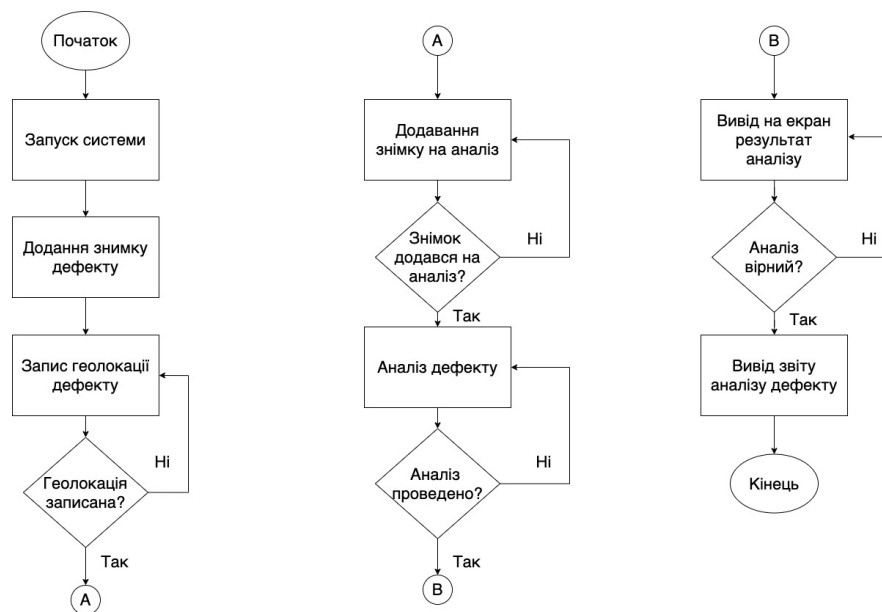 Початок
Запуск системи
Додання знимку
дефекту
Запис геолокації
дефекту
Ні
Геолокація
записана?
Так
А
А
Додавання
знімку на аналіз
Ні
Знімок
додався на
аналіз?
Так
Аналіз дефекту
Ні
Аналіз
проведено?
Так
В
В
Вивід на екран
результат
аналізу
Ні
Аналіз
вірний?
Так
Вивід звіту
аналізу дефекту
Кінець